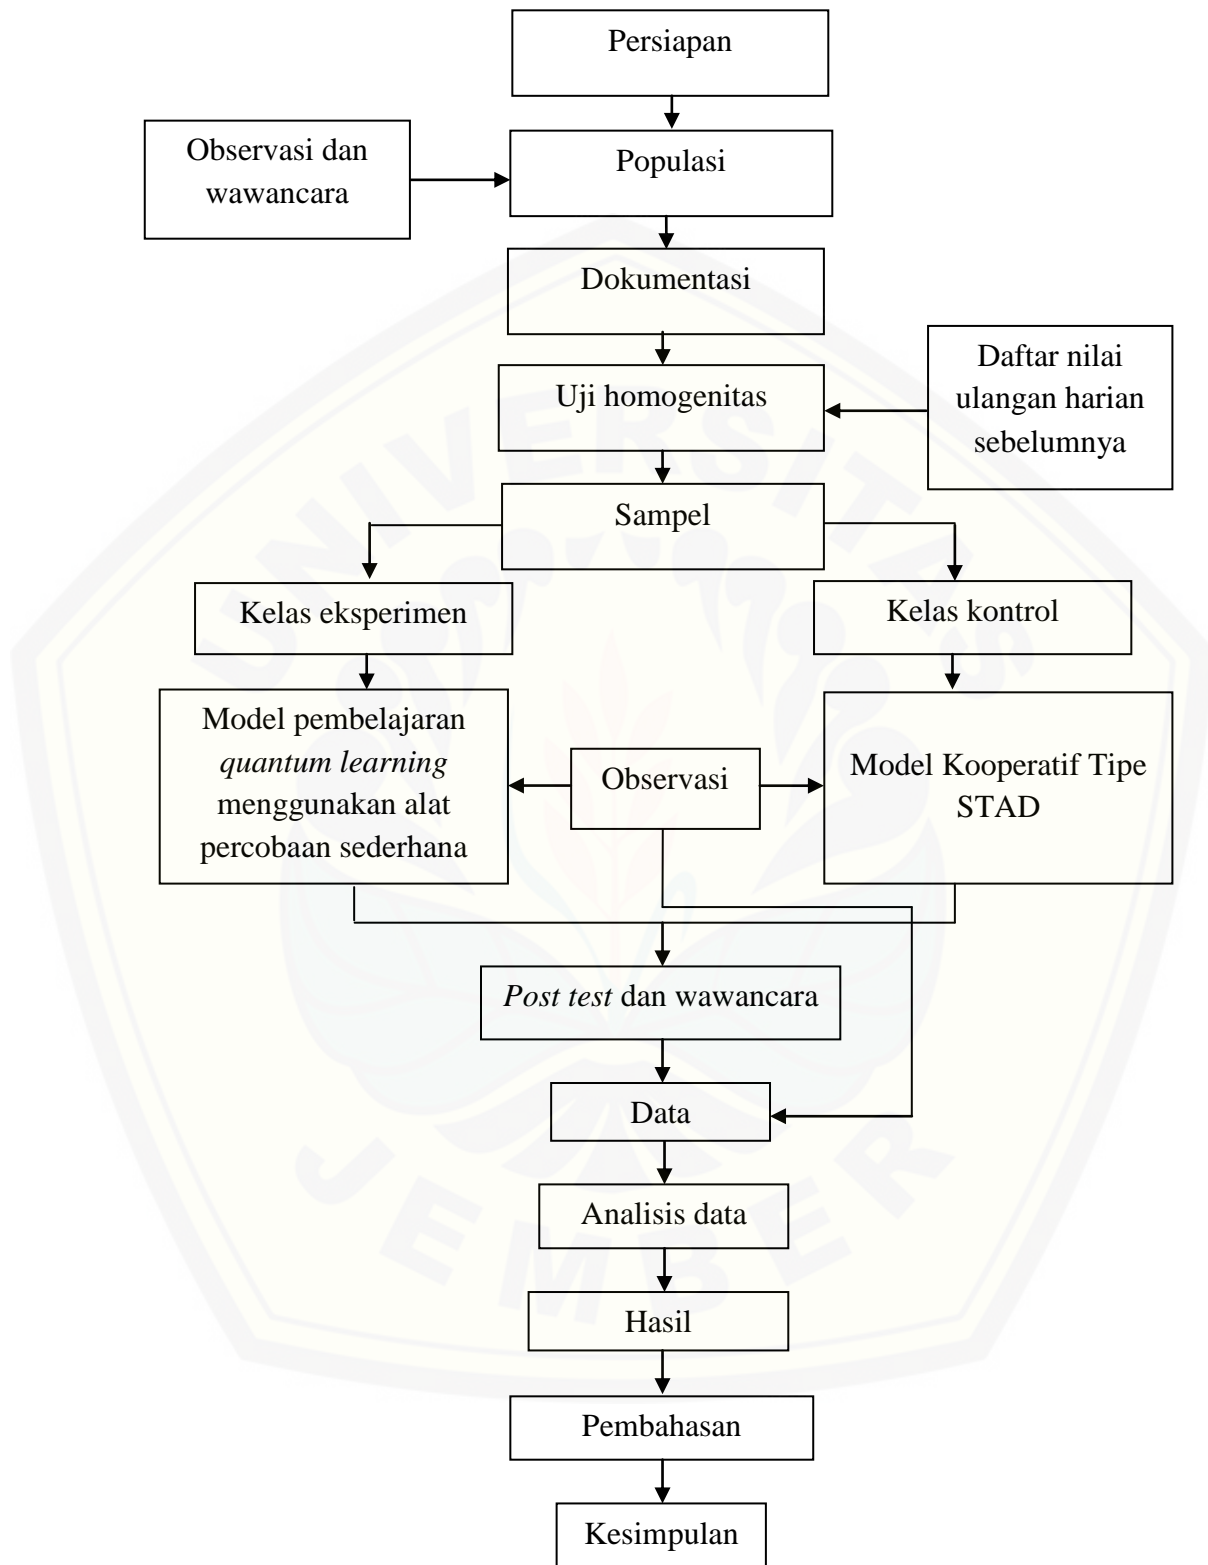 Persiapan
Observasi dan
wawancara
Populasi
Dokumentasi
Daftar nilai
ulangan harian
sebelumnya
Uji homogenitas
Sampel
Kelas eksperimen
Kelas kontrol
Model pembelajaran
quantum learning
menggunakan alat
percobaan sederhana
Observasi
Model Kooperatif Tipe
STAD
Post test dan wawancara
Data
Analisis data
Hasil
Pembahasan
Kesimpulan
UNIVERSITAS
JEMBER